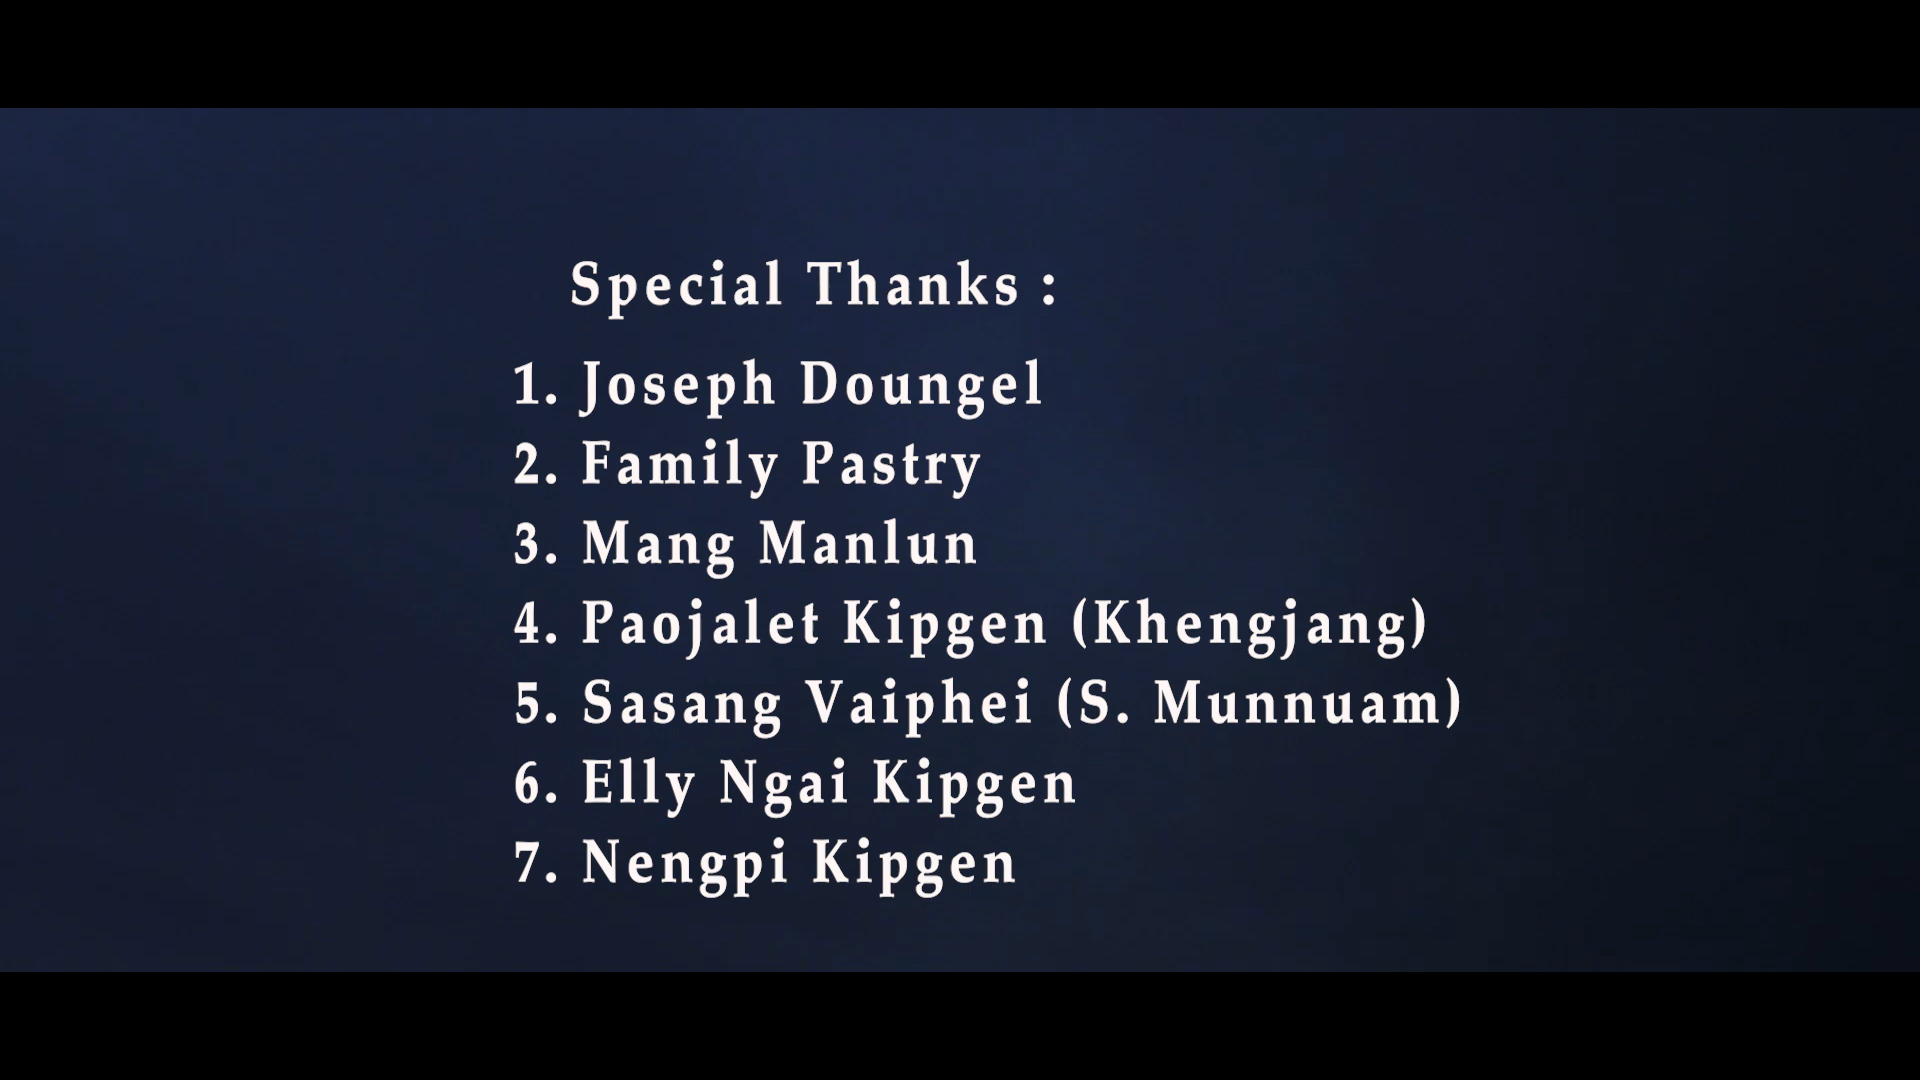 Special Thanks :
1. Joseph Doungel
2. Family Pastry
3. Mang Manlun
4. Paojalet Kipgen (Khengjang)
5. Sasang Vaiphei (S. Munnuam)
6. Elly Ngai Kipgen
7. Nengpi Kipgen